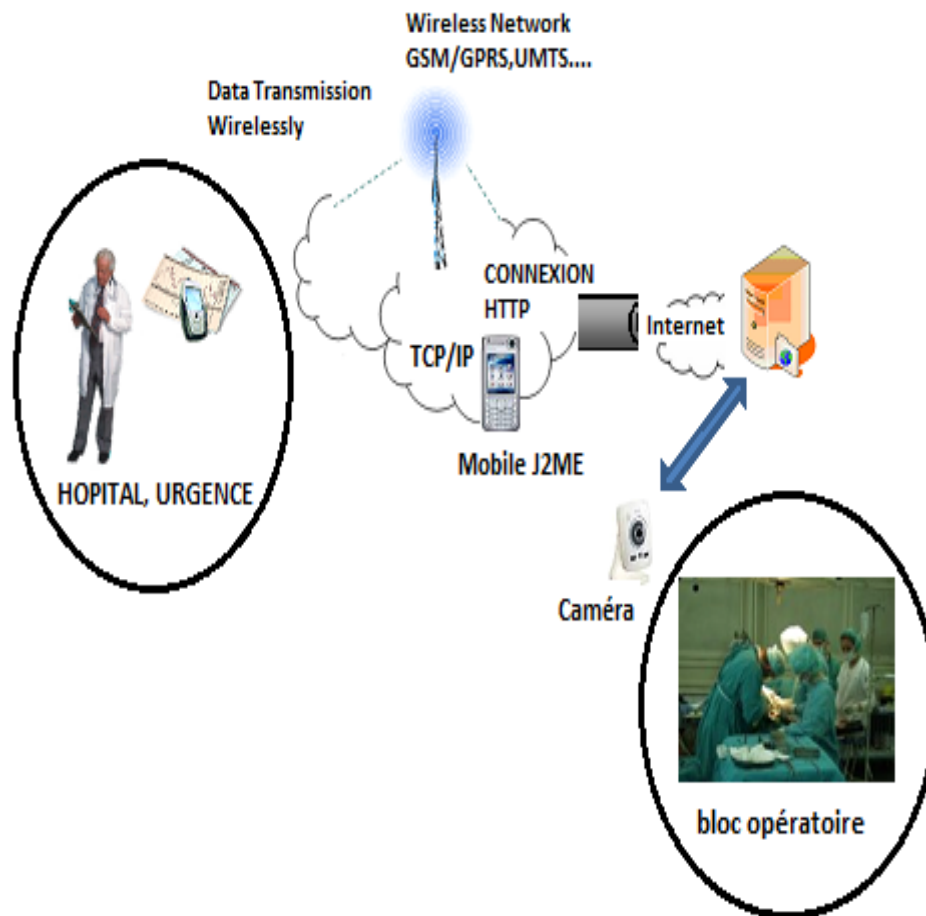 Wireless Network
GSM/GPRS,UMTS....
Data Transmission
Wirelessly
CONNEXION
HTTP
Internet
TCP/IP
Mobile J2ME
HOPITAL, URGENCE
Caméra
bloc opératoire